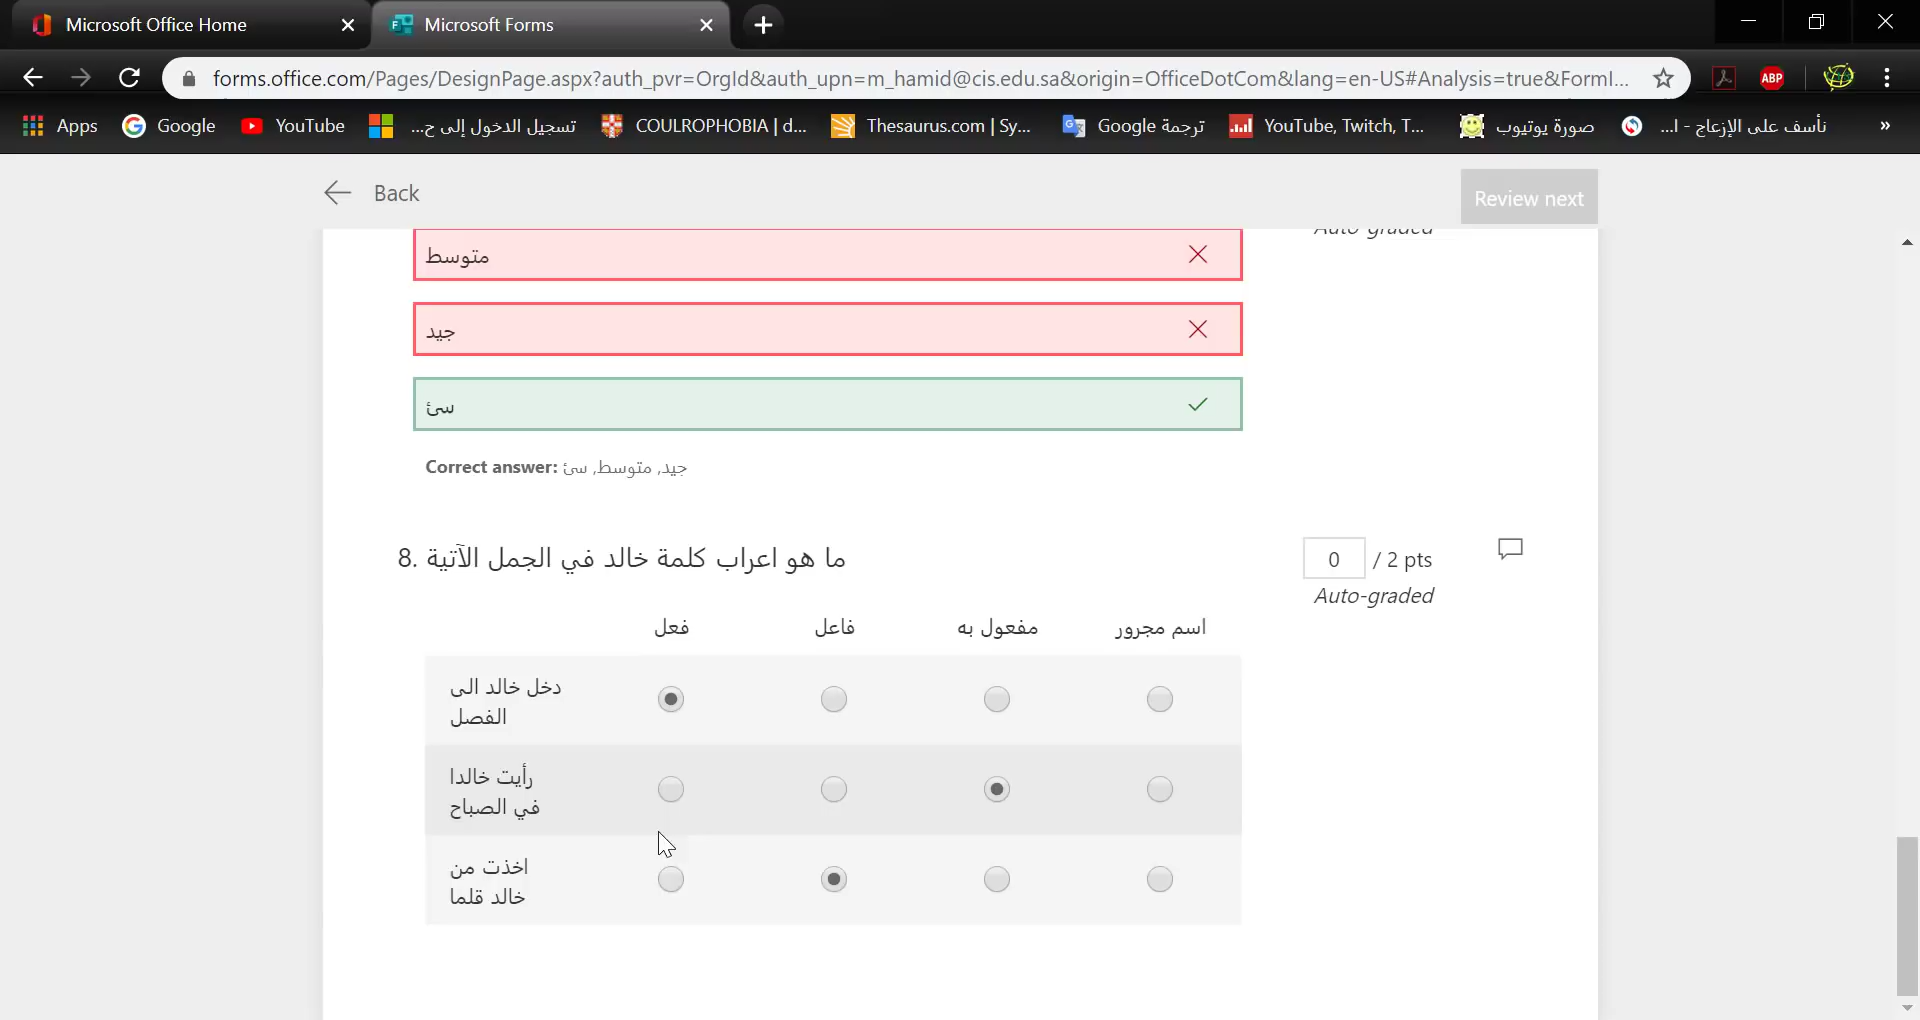 Microsoft Office Home
Microsoft Forms
forms.office.com/Pages/DesignPage.aspx?auth_pvr=OrgId&auth_upn=m_hamid@cis.edu.sa&origin=OfficeDotCom&lang=en-US#Analysis=true&FormI...
ABP
Apps
Google
YouTube
تسجيل الدخول إلى ح...
COULROPHOBIA | d...
Thesaurus.com | Sy...
ترجمة Google
YouTube, Twitch, T...
صورة يوتيوب
نأسف على الإزعاج - ا...
»
Back
Review next
Auto-graded
متوسط
جيد
سئ
Correct answer: جيد, متوسط, سئ
8. ما هو اعراب كلمة خالد في الجمل الآتية
0 / 2 pts
Auto-graded
فعل
فاعل
مفعول به
اسم مجرور
دخل خالد الى
الفصل
رأيت خالدا
في الصباح
اخذت من
خالد قلما